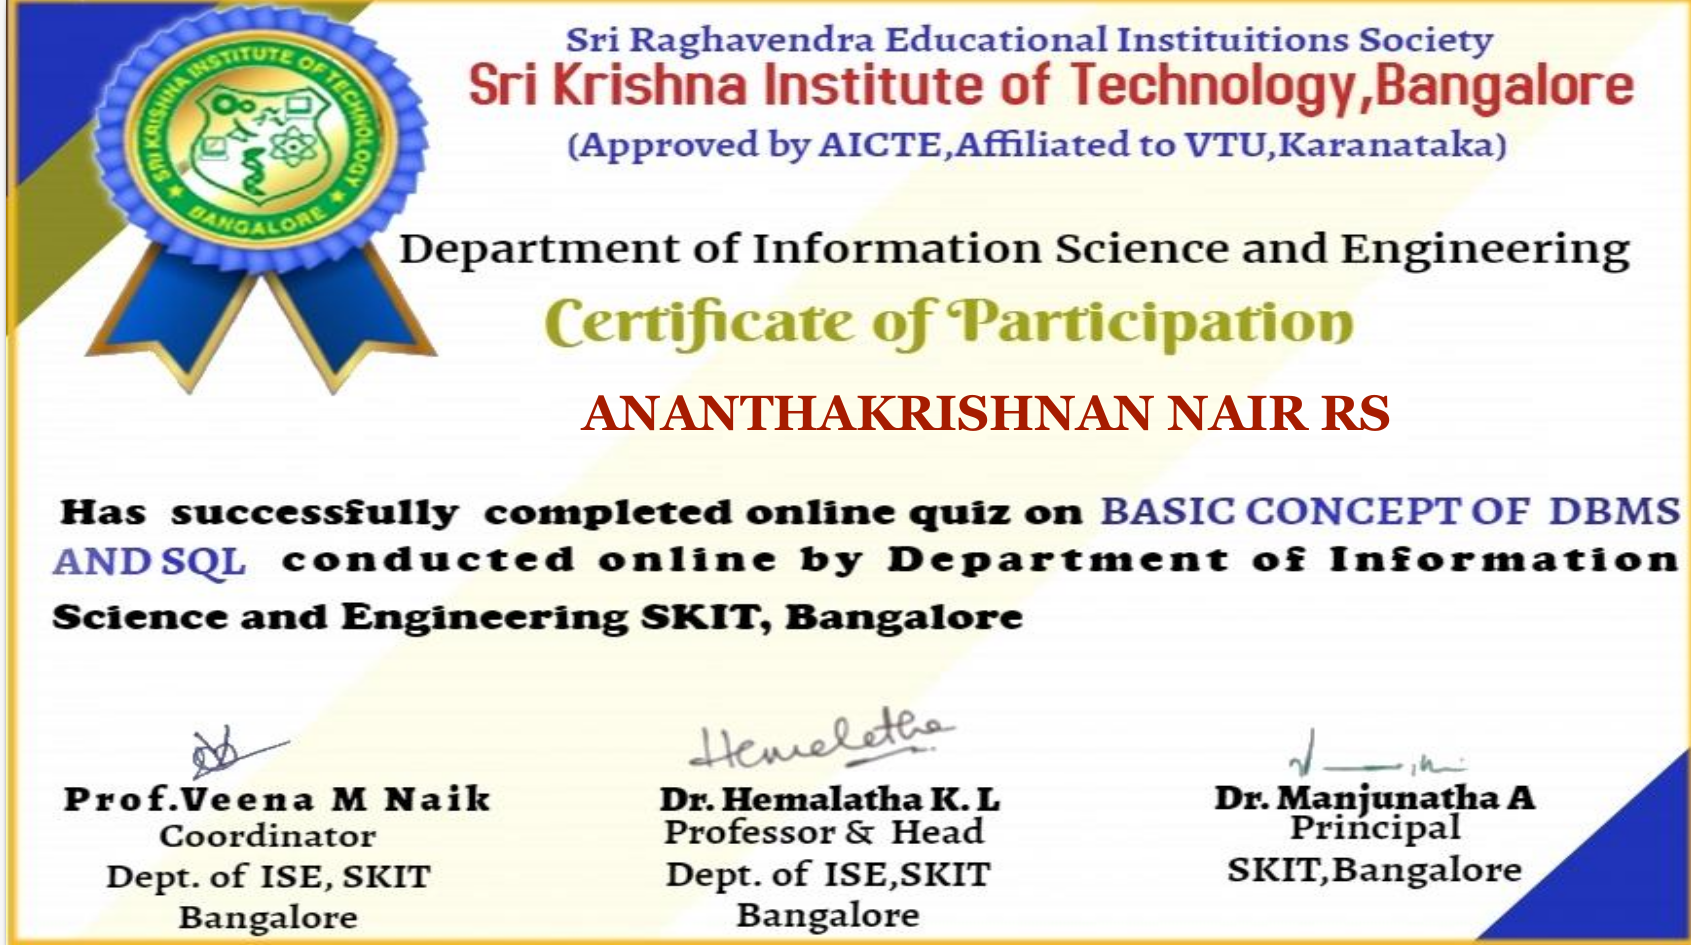 Sri Raghavendra Educational Instituitions Society
Sri Krishna Institute of Technology,Bangalore
(Approved by AICTE,Affiliated to VTU,Karanataka)
SRI KRISHNA INSTITUTE OF TECHNOLOGY
BANGALORE
Department of Information Science and Engineering
Certificate of Participation
ANANTHAKRISHNAN NAIR RS
Has successfully completed online quiz on BASIC CONCEPT OF DBMS
AND SQL conducted online by Department of Information
Science and Engineering SKIT, Bangalore
Hemalatha
Prof.Veena M Naik
Coordinator
Dept. of ISE, SKIT
Bangalore
Dr. Hemalatha K. L
Professor & Head
Dept. of ISE,SKIT
Bangalore
Dr. Manjunatha A
Principal
SKIT,Bangalore